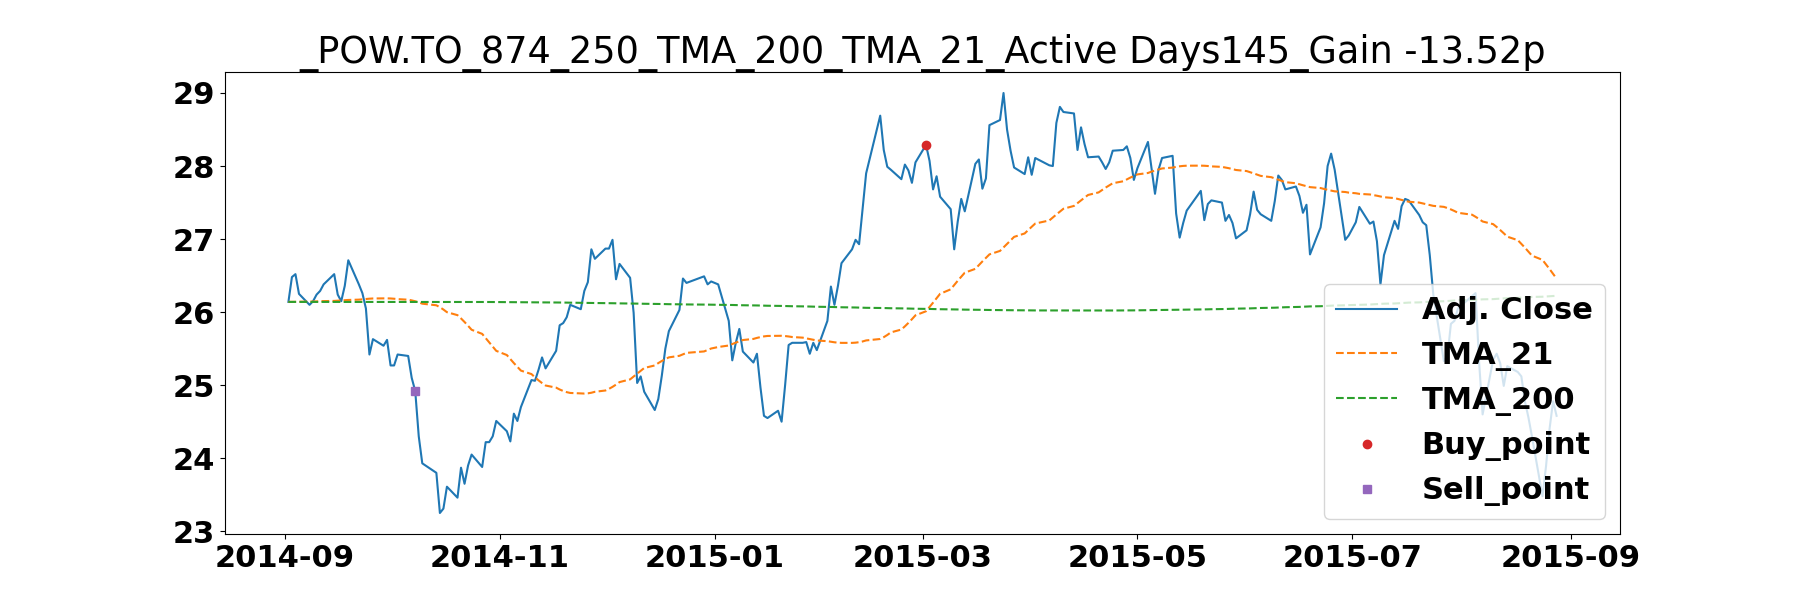 _POW.TO_874_250_TMA_200_TMA_21_Active Days145_Gain -13.52p
29
28
27
26
25
24
23
2014-09 2014-11 2015-01 2015-03 2015-05 2015-07 2015-09
Adj. Close
TMA_21
TMA_200
Buy_point
Sell_point